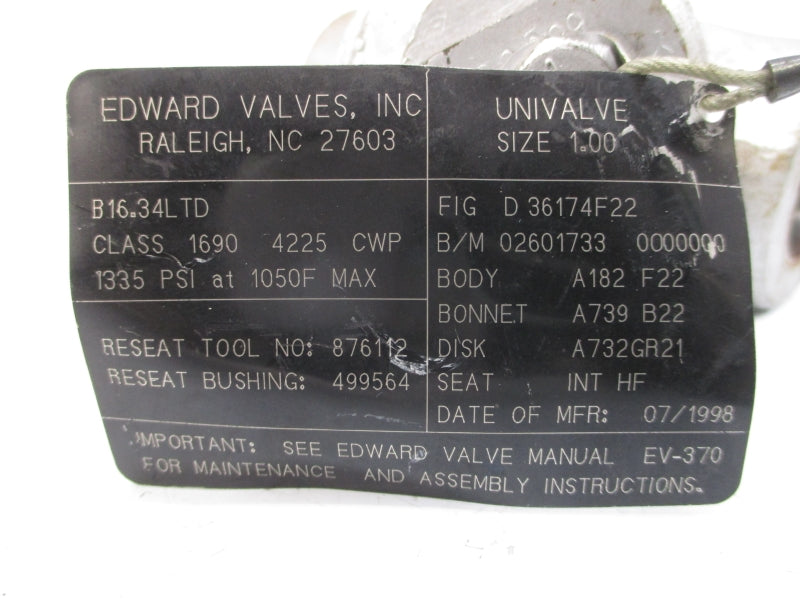 EDWARD VALVES, INC
RALEIGH, NC 27603
UNIVALVE
SIZE 1.00
B16.34LTD
CLASS 1690 4225 CWP
1335 PSI at 1050F MAX
RESEAT TOOL NO: 876112
RESEAT BUSHING: 499564
FIG D 36174F22
B/M 02601733 0000000
BODY A182 F22
BONNET A739 B22
DISK A732GR21
SEAT INT HF
DATE OF MFR: 07/1998
IMPORTANT: SEE EDWARD VALVE MANUAL EV-370
FOR MAINTENANCE AND ASSEMBLY INSTRUCTIONS.